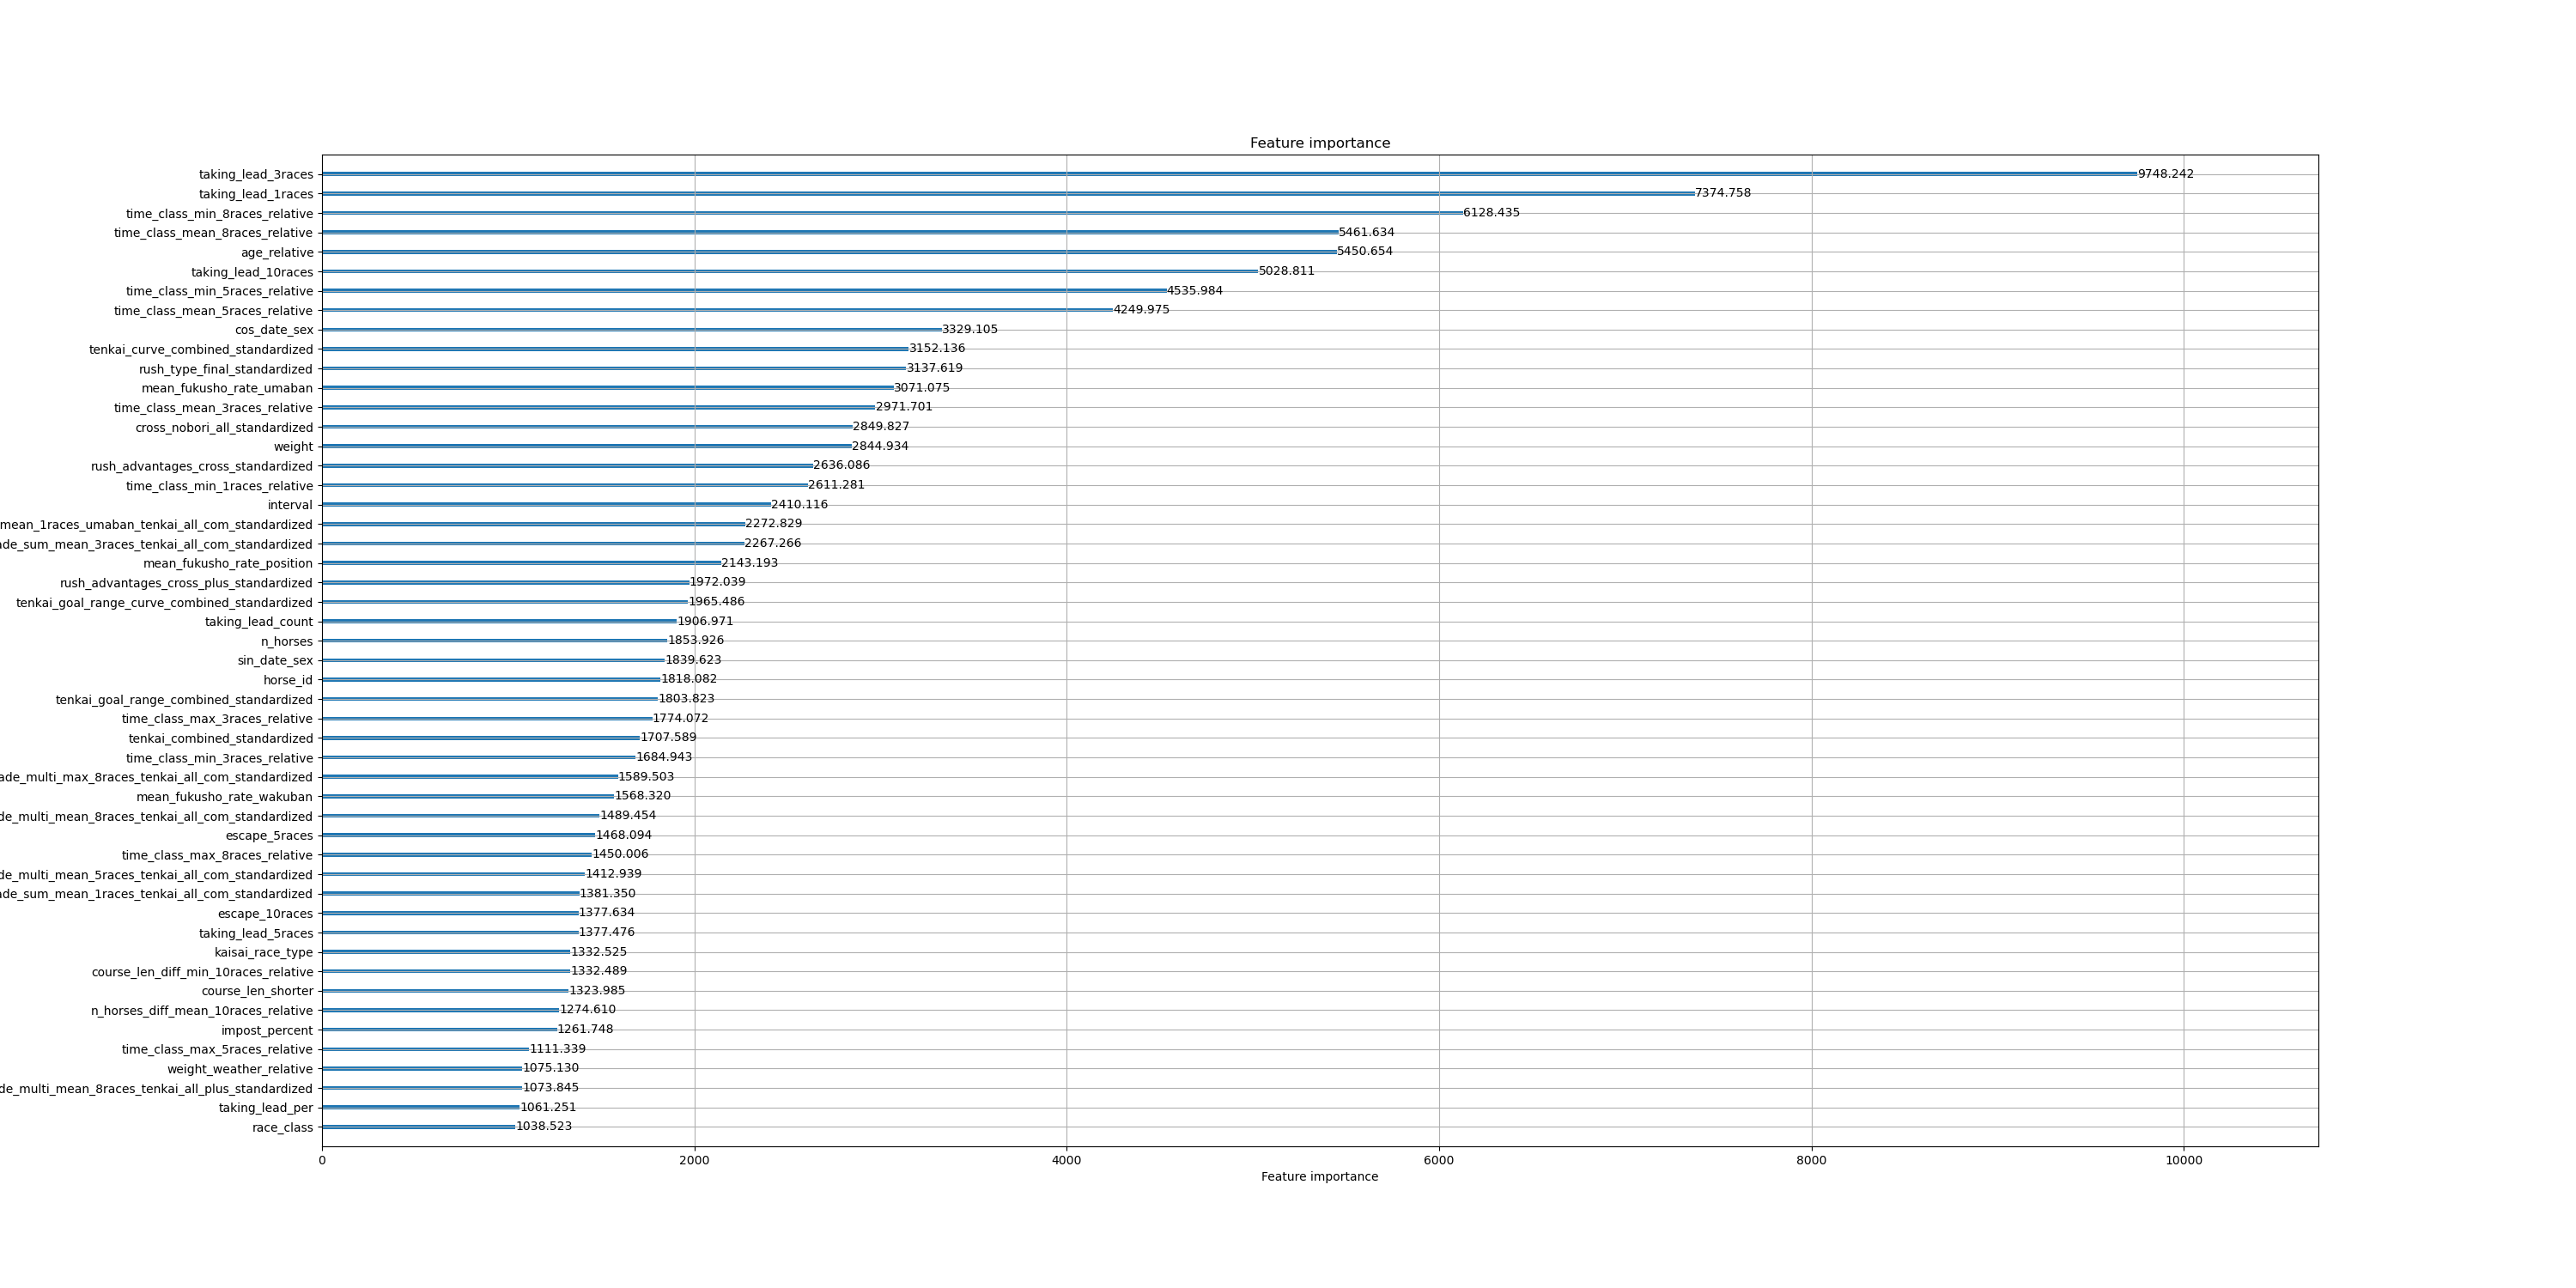 Feature importance
taking_lead_3races 9748.242
taking_lead_1races 7374.758
time_class_min_8races_relative 6128.435
time_class_mean_8races_relative 5461.634
age_relative 5450.654
taking_lead_10races 5028.811
time_class_min_5races_relative 4535.984
time_class_mean_5races_relative 4249.975
cos_date_sex 3329.105
tenkai_curve_combined_standardized 3152.136
rush_type_final_standardized 3137.619
mean_fukusho_rate_umaban 3071.075
time_class_mean_3races_relative 2971.701
cross_nobori_all_standardized 2849.827
weight 2844.934
rush_advantages_cross_standardized 2636.086
time_class_min_1races_relative 2611.281
interval 2410.116
mean_1races_umaban_tenkai_all_com_standardized 2272.829
de_sum_mean_3races_tenkai_all_com_standardized 2267.266
mean_fukusho_rate_position 2143.193
rush_advantages_cross_plus_standardized 1972.039
tenkai_goal_range_curve_combined_standardized 1965.486
taking_lead_count 1906.971
n_horses 1853.926
sin_date_sex 1839.623
horse_id 1818.082
tenkai_goal_range_combined_standardized 1803.823
time_class_max_3races_relative 1774.072
tenkai_combined_standardized 1707.589
time_class_min_3races_relative 1684.943
ade_multi_max_8races_tenkai_all_com_standardized 1589.503
mean_fukusho_rate_wakuban 1568.320
de_multi_mean_8races_tenkai_all_com_standardized 1489.454
escape_5races 1468.094
time_class_max_8races_relative 1450.006
de_multi_mean_5races_tenkai_all_com_standardized 1412.939
de_sum_mean_1races_tenkai_all_com_standardized 1381.350
escape_10races 1377.634
taking_lead_5races 1377.476
kaisai_race_type 1332.525
course_len_diff_min_10races_relative 1332.489
course_len_shorter 1323.985
n_horses_diff_mean_10races_relative 1274.610
impost_percent 1261.748
time_class_max_5races_relative 1111.339
weight_weather_relative 1075.130
de_multi_mean_8races_tenkai_all_plus_standardized 1073.845
taking_lead_per 1061.251
race_class 1038.523
0 2000 4000 6000 8000 10000
Feature importance